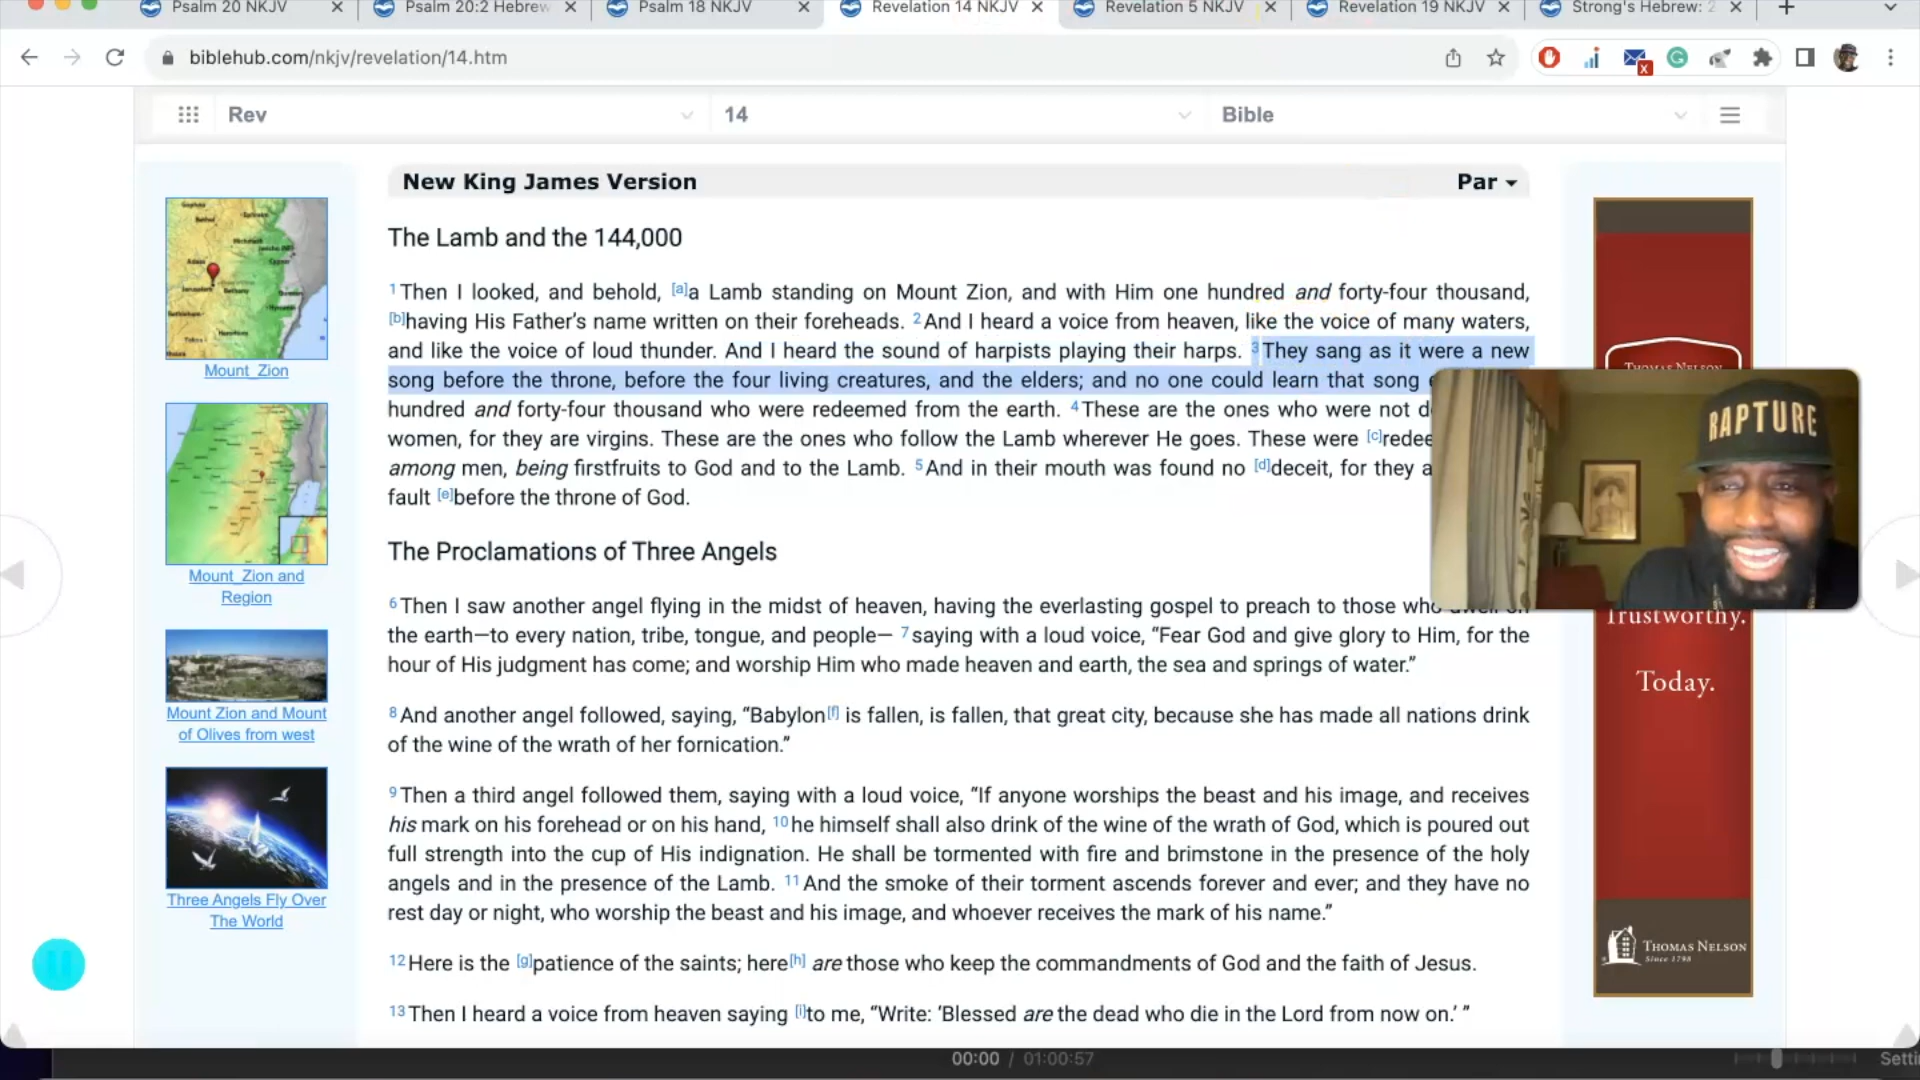 Psalm 20 NKJV
Psalm 20:2 Hebrew
Psalm 18 NKJV
Revelation 14 NKJV
Revelation 5 NKJV
Revelation 19 NKJV
Strong's Hebrew: 2
biblehub.com/nkjv/revelation/14.htm
Rev
14
Bible
New King James Version
Par
The Lamb and the 144,000
1 Then I looked, and behold, [a]a Lamb standing on Mount Zion, and with Him one hundred and forty-four thousand,
[b]having His Father’s name written on their foreheads. 2 And I heard a voice from heaven, like the voice of many waters,
and like the voice of loud thunder. And I heard the sound of harpists playing their harps. 3 They sang as it were a new
song before the throne, before the four living creatures, and the elders; and no one could learn that song
hundred and forty-four thousand who were redeemed from the earth. 4 These are the ones who were not
women, for they are virgins. These are the ones who follow the Lamb wherever He goes. These were [c]redee
among men, being firstfruits to God and to the Lamb. 5 And in their mouth was found no [d]deceit, for they a
fault [e]before the throne of God.
The Proclamations of Three Angels
6 Then I saw another angel flying in the midst of heaven, having the everlasting gospel to preach to those who dwell on
the earth—to every nation, tribe, tongue, and people— 7 saying with a loud voice, “Fear God and give glory to Him, for the
hour of His judgment has come; and worship Him who made heaven and earth, the sea and springs of water.”
8 And another angel followed, saying, “Babylon[f] is fallen, is fallen, that great city, because she has made all nations drink
of the wine of the wrath of her fornication.”
9 Then a third angel followed them, saying with a loud voice, “If anyone worships the beast and his image, and receives
his mark on his forehead or on his hand, 10 he himself shall also drink of the wine of the wrath of God, which is poured out
full strength into the cup of His indignation. He shall be tormented with fire and brimstone in the presence of the holy
angels and in the presence of the Lamb. 11 And the smoke of their torment ascends forever and ever; and they have no
rest day or night, who worship the beast and his image, and whoever receives the mark of his name.”
12 Here is the [g]patience of the saints; here[h] are those who keep the commandments of God and the faith of Jesus.
13 Then I heard a voice from heaven saying [i]to me, “Write: ‘Blessed are the dead who die in the Lord from now on.’ ”
Mount_Zion
Mount_Zion and
Region
Mount Zion and Mount
of Olives from west
Three Angels Fly Over
The World
THOMAS NELSON
RAPTURE
Trustworthy.
Today.
THOMAS NELSON
Since 1798
00:00 / 01:00:57
Setti